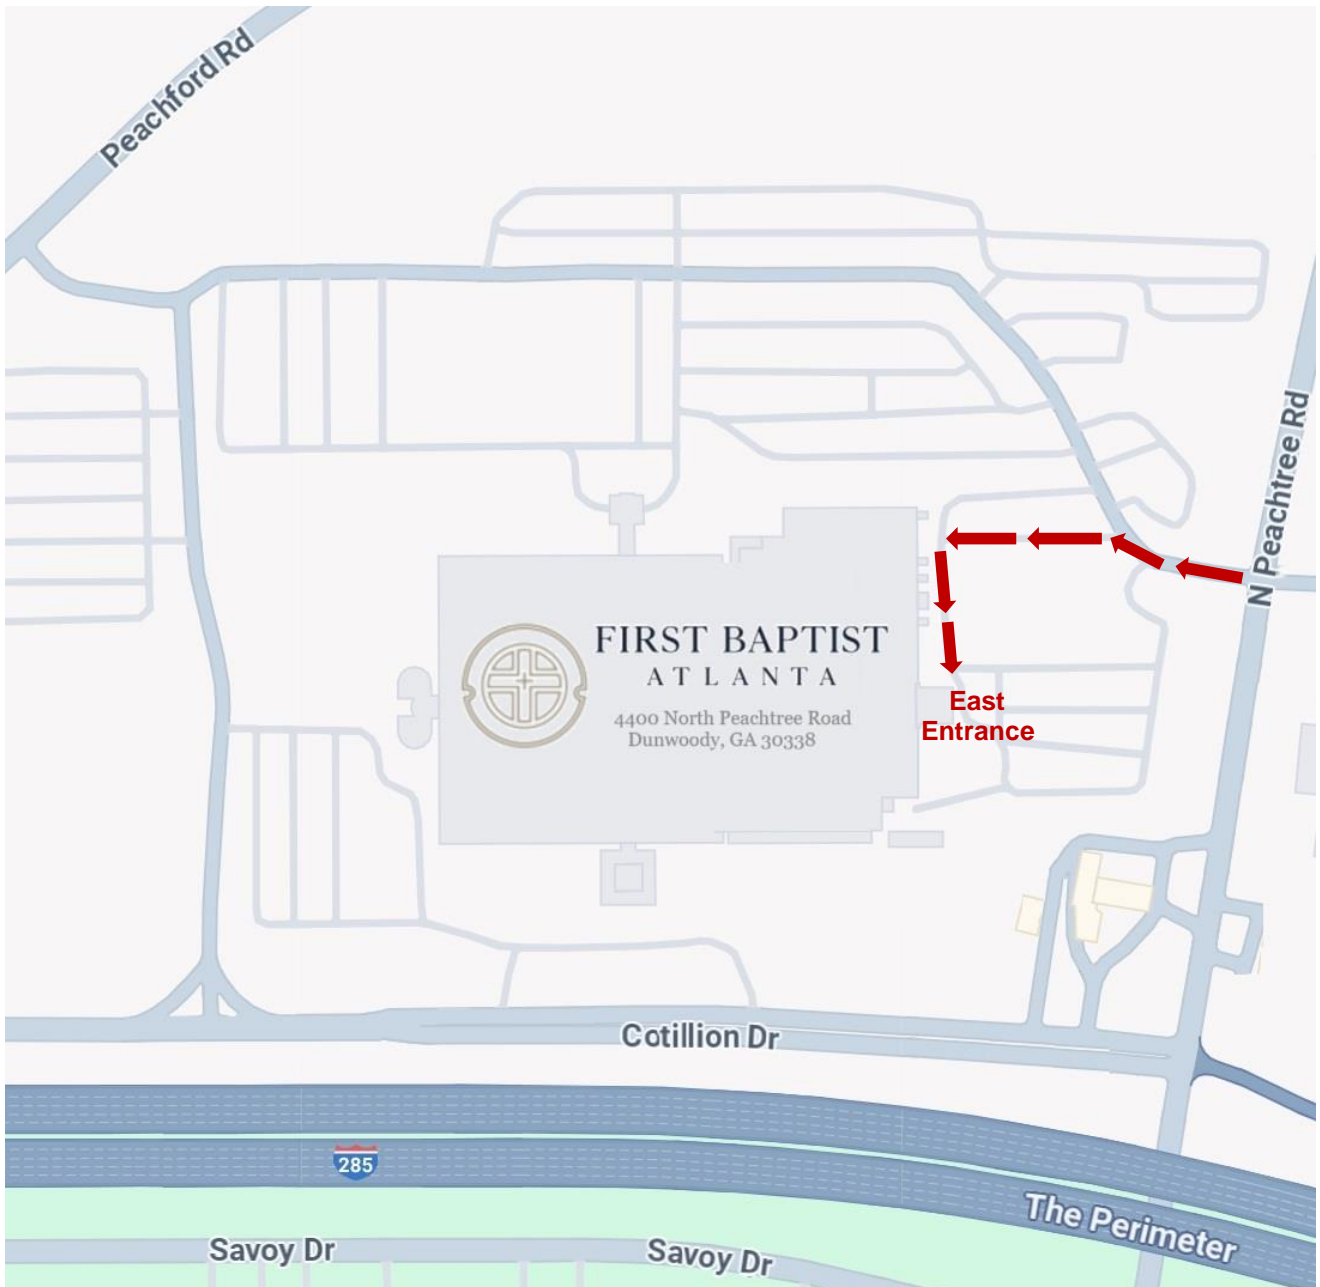 Peachford Rd
N Peachtree Rd
FIRST BAPTIST
ATLANTA
4400 North Peachtree Road
Dunwoody, GA 30338
East
Entrance
Cotillion Dr
285
The Perimeter
Savoy Dr
Savoy Dr